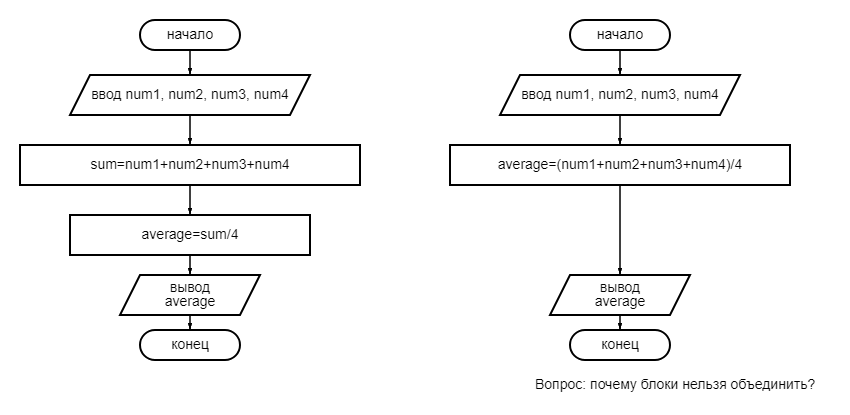 начало
ввод num1, num2, num3, num4
sum=num1+num2+num3+num4
average=sum/4
вывод
average
конец
начало
ввод num1, num2, num3, num4
average=(num1+num2+num3+num4)/4
вывод
average
конец
Вопрос: почему блоки нельзя объединить?